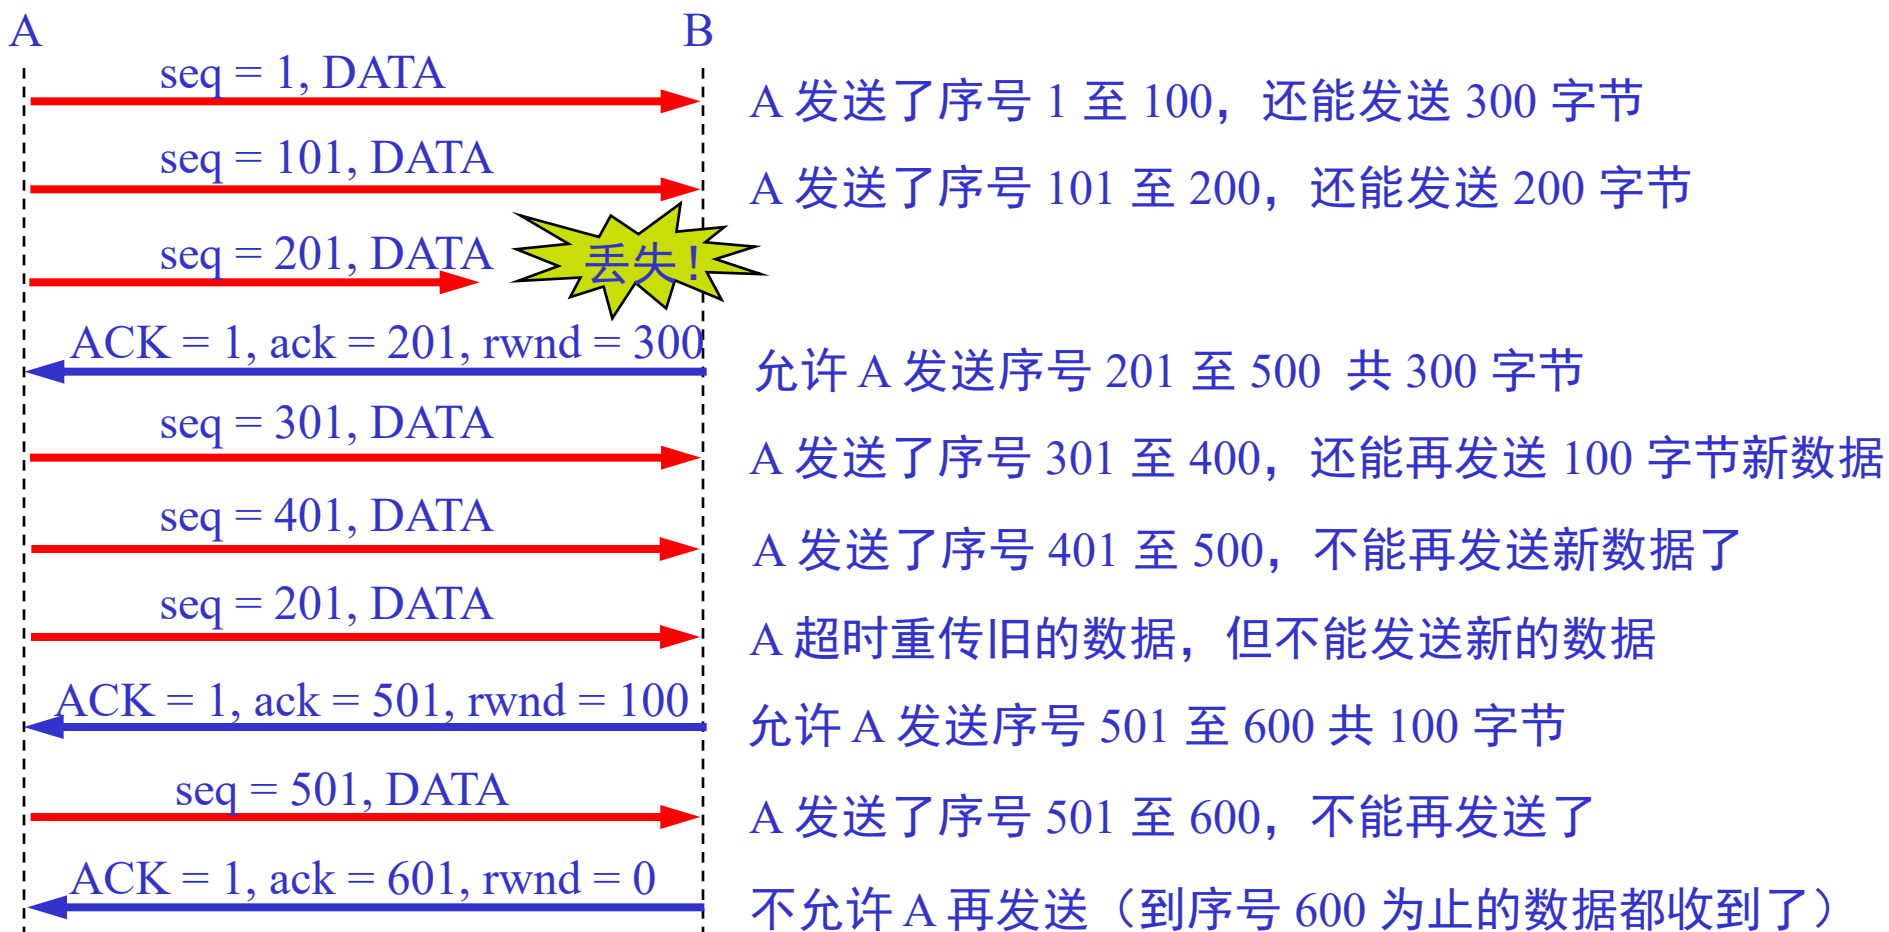 A B
seq = 1, DATA
A 发送了序号 1 至 100，还能发送 300 字节
seq = 101, DATA
A 发送了序号 101 至 200，还能发送 200 字节
seq = 201, DATA
丢失！
ACK = 1, ack = 201, rwnd = 300
允许 A 发送序号 201 至 500 共 300 字节
seq = 301, DATA
A 发送了序号 301 至 400，还能再发送 100 字节新数据
seq = 401, DATA
A 发送了序号 401 至 500，不能再发送新数据了
seq = 201, DATA
A 超时重传旧的数据，但不能发送新的数据
ACK = 1, ack = 501, rwnd = 100
允许 A 发送序号 501 至 600 共 100 字节
seq = 501, DATA
A 发送了序号 501 至 600，不能再发送了
ACK = 1, ack = 601, rwnd = 0
不允许 A 再发送（到序号 600 为止的数据都收到了）